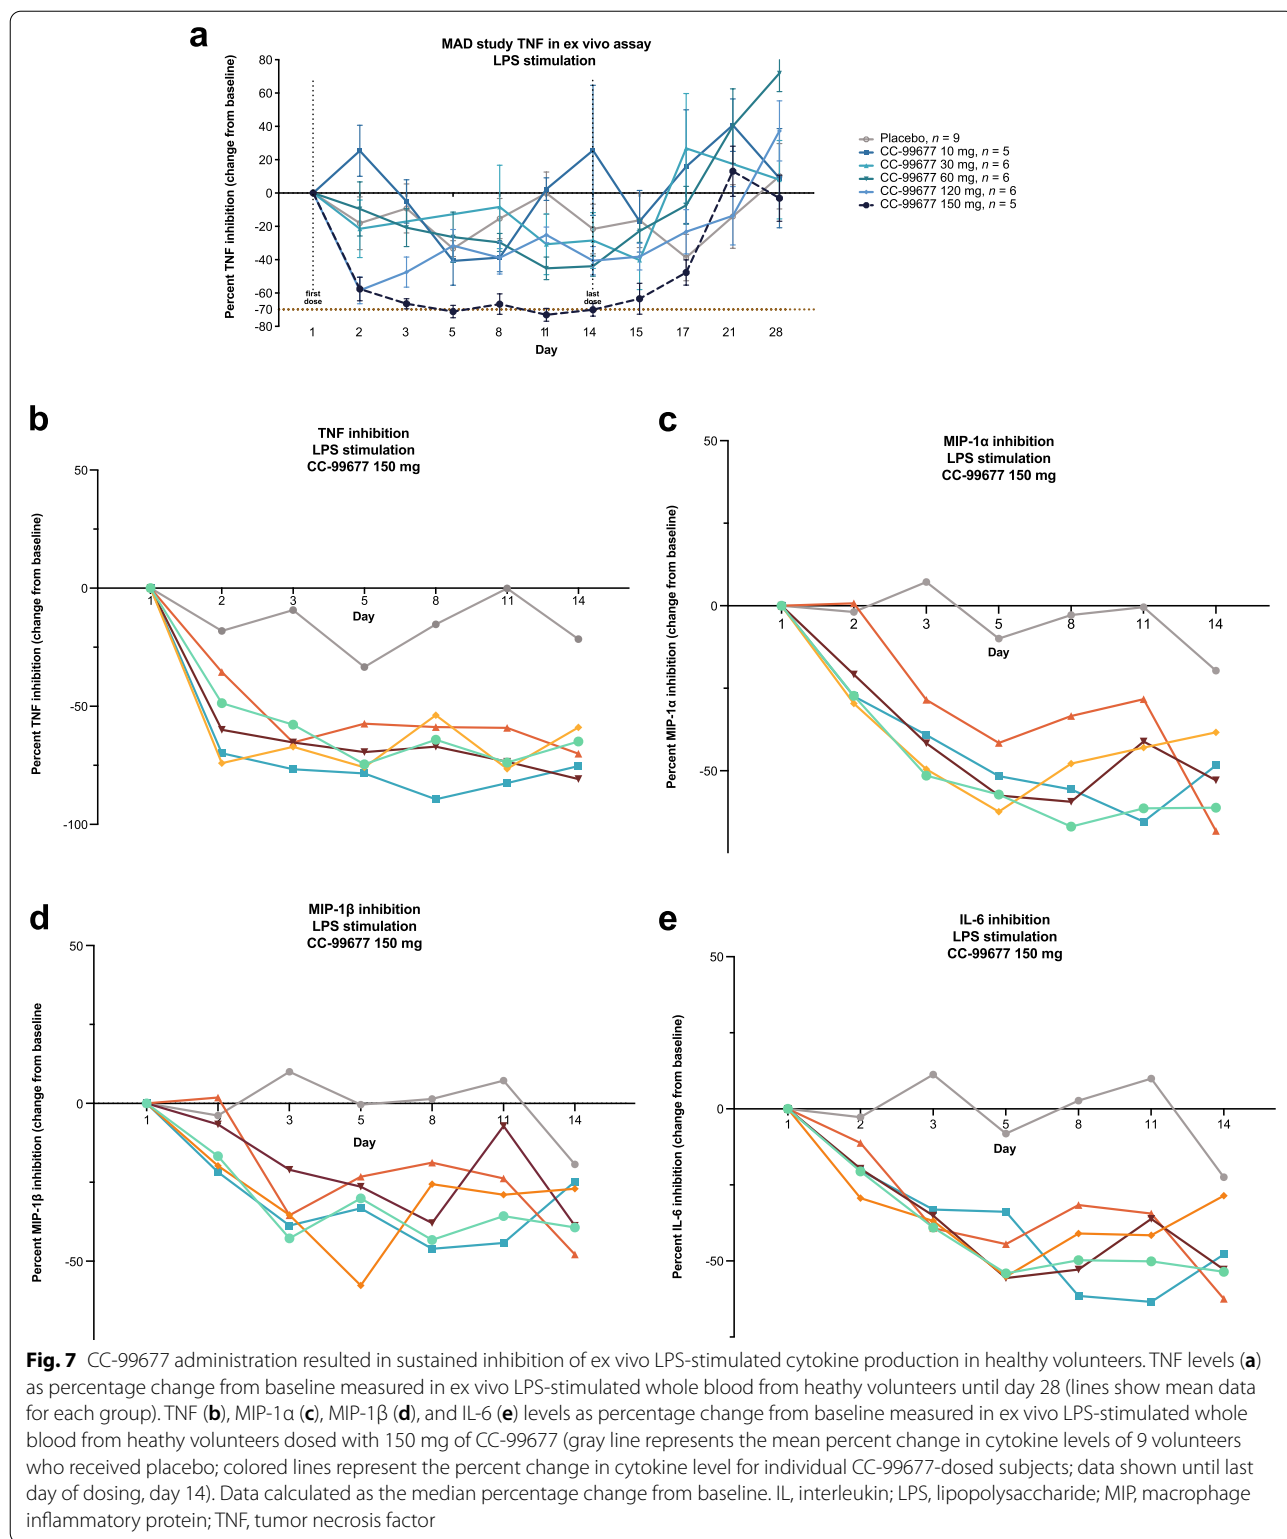 a
MAD study TNF in ex vivo assay
LPS stimulation
Percent TNF inhibition (change from baseline)
80
60
40
20
0
-20
-40
-60
-70
-80
first
dose
last
dose
1 2 3 5 8 11 14 15 17 21 28
Day
Placebo, n = 9
CC-99677 10 mg, n = 5
CC-99677 30 mg, n = 6
CC-99677 60 mg, n = 6
CC-99677 120 mg, n = 6
CC-99677 150 mg, n = 5
b
TNF inhibition
LPS stimulation
CC-99677 150 mg
Percent TNF inhibition (change from baseline)
50
0
-50
-100
1 2 3 5 8 11 14
Day
c
MIP-1α inhibition
LPS stimulation
CC-99677 150 mg
Percent MIP-1α inhibition (change from baseline)
50
0
-50
1 2 3 5 8 11 14
Day
d
MIP-1β inhibition
LPS stimulation
CC-99677 150 mg
Percent MIP-1β inhibition (change from baseline
50
0
-50
1 2 3 5 8 11 14
Day
e
IL-6 inhibition
LPS stimulation
CC-99677 150 mg
Percent IL-6 inhibition (change from baseline)
50
0
-50
1 2 3 5 8 11 14
Day
Fig. 7 CC-99677 administration resulted in sustained inhibition of ex vivo LPS-stimulated cytokine production in healthy volunteers. TNF levels (a)
as percentage change from baseline measured in ex vivo LPS-stimulated whole blood from heathy volunteers until day 28 (lines show mean data
for each group). TNF (b), MIP-1α (c), MIP-1β (d), and IL-6 (e) levels as percentage change from baseline measured in ex vivo LPS-stimulated whole
blood from heathy volunteers dosed with 150 mg of CC-99677 (gray line represents the mean percent change in cytokine levels of 9 volunteers
who received placebo; colored lines represent the percent change in cytokine level for individual CC-99677-dosed subjects; data shown until last
day of dosing, day 14). Data calculated as the median percentage change from baseline. IL, interleukin; LPS, lipopolysaccharide; MIP, macrophage
inflammatory protein; TNF, tumor necrosis factor